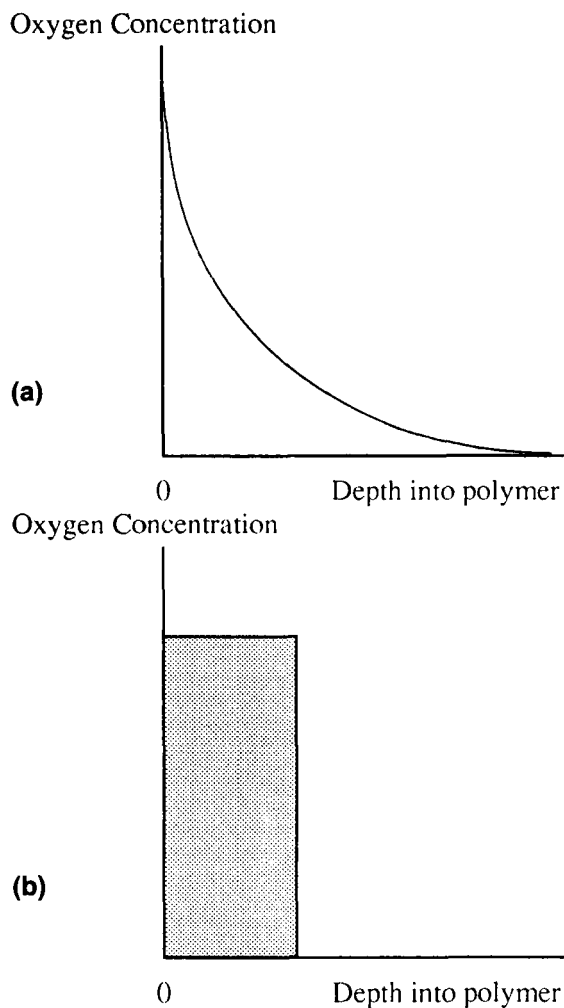 Oxygen Concentration
(a)
0 Depth into polymer
Oxygen Concentration
(b)
0 Depth into polymer